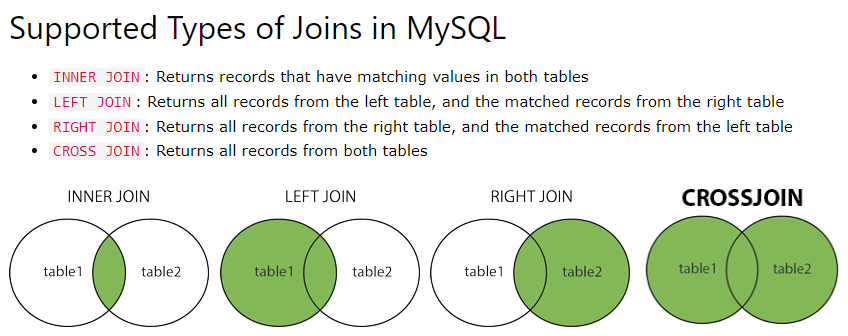 Supported Types of Joins in MySQL
INNER JOIN: Returns records that have matching values in both tables
LEFT JOIN: Returns all records from the left table, and the matched records from the right table
RIGHT JOIN: Returns all records from the right table, and the matched records from the left table
CROSS JOIN: Returns all records from both tables
INNER JOIN
LEFT JOIN
RIGHT JOIN
CROSSJOIN
table1
table2
table1
table2
table1
table2
table1
table2